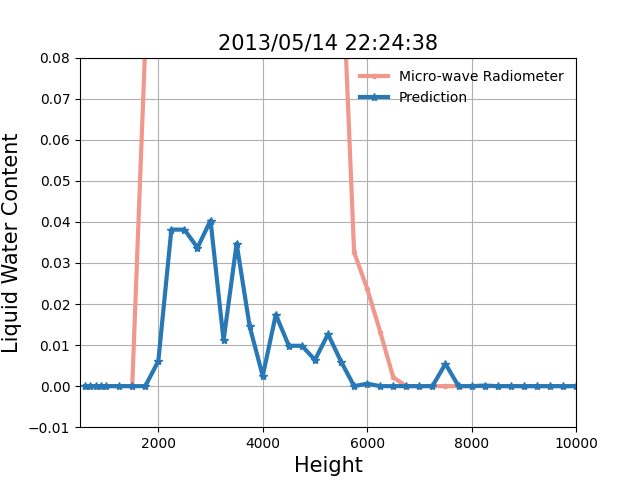 2013/05/14 22:24:38
Micro-wave Radiometer
Prediction
Liquid Water Content
0.08
0.07
0.06
0.05
0.04
0.03
0.02
0.01
0.00
−0.01
2000 4000 6000 8000 10000
Height